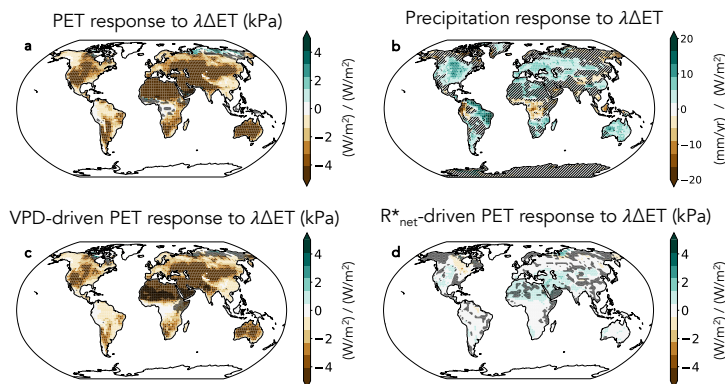 PET response to λΔET (kPa)
a
4
2
0
−2
−4
(W/m²) / (W/m²)
Precipitation response to λΔET
b
20
10
0
−10
−20
(mm/yr) / (W/m²)
VPD-driven PET response to λΔET (kPa)
c
4
2
0
−2
−4
(W/m²) / (W/m²)
R*net-driven PET response to λΔET (kPa)
d
4
2
0
−2
−4
(W/m²) / (W/m²)